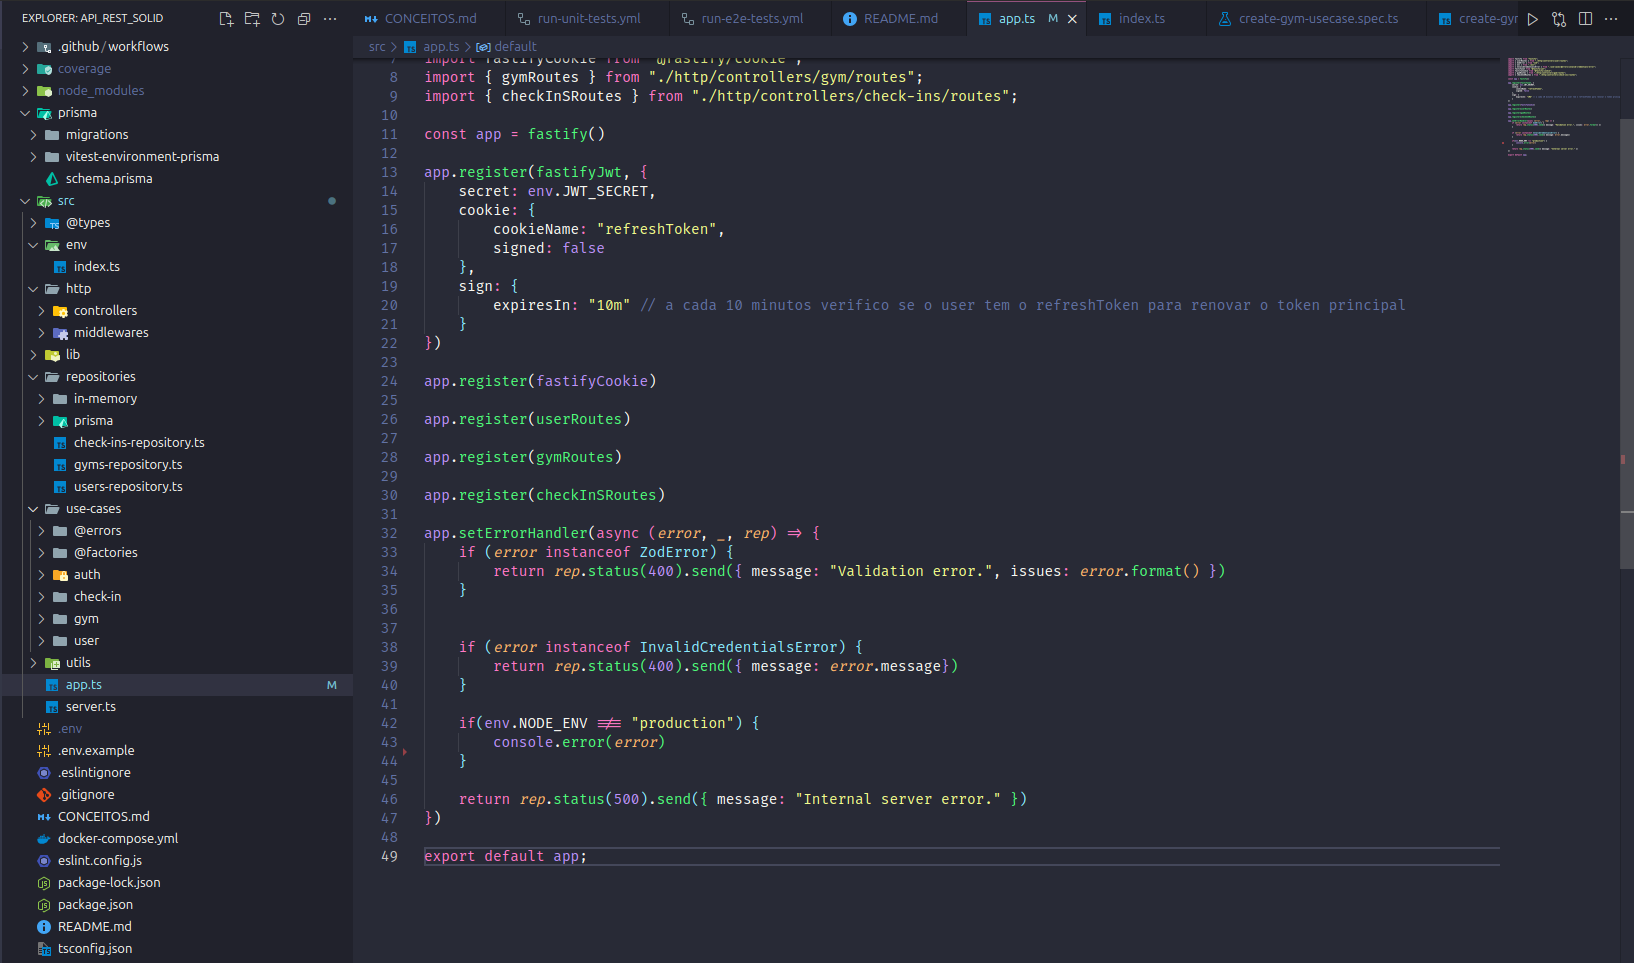 EXPLORER: API_REST_SOLID
.github/workflows
coverage
node_modules
prisma
migrations
vitest-environment-prisma
schema.prisma
src
@types
env
index.ts
http
controllers
middlewares
lib
repositories
in-memory
prisma
check-ins-repository.ts
gyms-repository.ts
users-repository.ts
use-cases
@errors
@factories
auth
check-in
gym
user
utils
app.ts M
server.ts
.env
.env.example
.eslintignore
.gitignore
CONCEITOS.md
docker-compose.yml
eslint.config.js
package-lock.json
package.json
README.md
tsconfig.json
CONCEITOS.md run-unit-tests.yml run-e2e-tests.yml README.md app.ts M index.ts create-gym-usecase.spec.ts create-gyr
src > app.ts > default
7 import fastifyCookie from "@fastify/cookie";
8 import { gymRoutes } from "./http/controllers/gym/routes";
9 import { checkInSRoutes } from "./http/controllers/check-ins/routes";
10
11 const app = fastify()
12
13 app.register(fastifyJwt, {
14 secret: env.JWT_SECRET,
15 cookie: {
16 cookieName: "refreshToken",
17 signed: false
18 },
19 sign: {
20 expiresIn: "10m" // a cada 10 minutos verifico se o user tem o refreshToken para renovar o token principal
21 }
22 })
23
24 app.register(fastifyCookie)
25
26 app.register(userRoutes)
27
28 app.register(gymRoutes)
29
30 app.register(checkInSRoutes)
31
32 app.setErrorHandler(async (error, _, rep) => {
33 if (error instanceof ZodError) {
34 return rep.status(400).send({ message: "Validation error.", issues: error.format() })
35 }
36
37
38 if (error instanceof InvalidCredentialsError) {
39 return rep.status(400).send({ message: error.message})
40 }
41
42 if(env.NODE_ENV !== "production") {
43 console.error(error)
44 }
45
46 return rep.status(500).send({ message: "Internal server error." })
47 })
48
49 export default app;